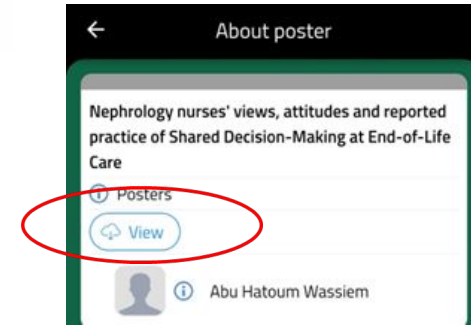 About poster
Nephrology nurses' views, attitudes and reported
practice of Shared Decision-Making at End-of-Life
Care
Posters
View
Abu Hatoum Wassiem